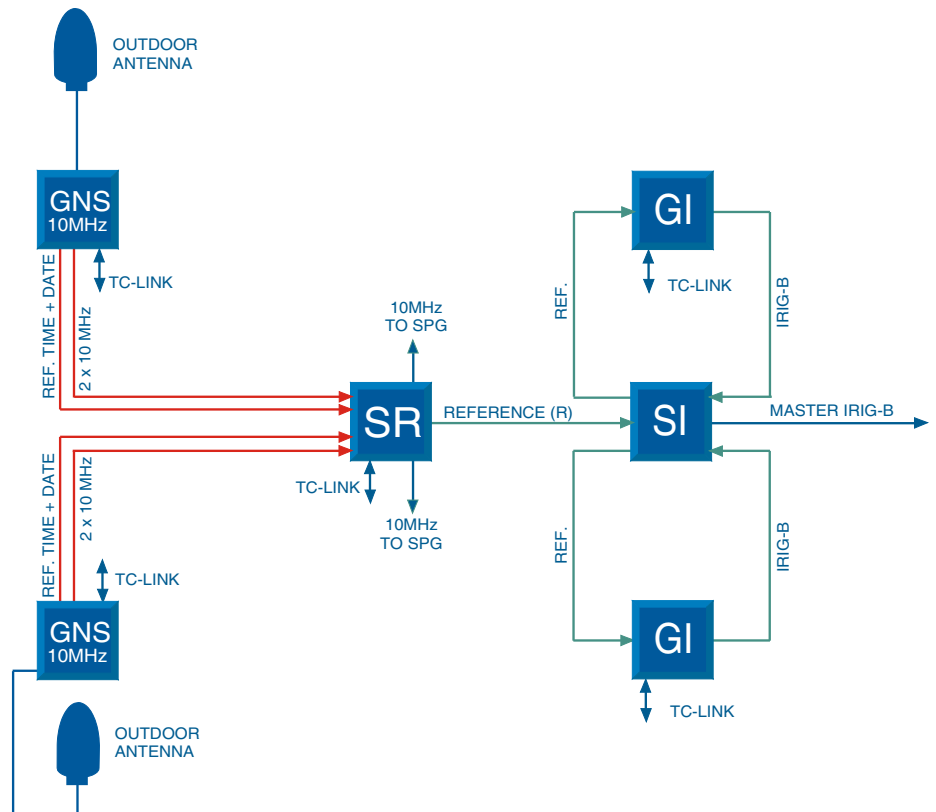 OUTDOOR
ANTENNA
GNS
10MHz
TC-LINK
REF. TIME + DATE
2 x 10 MHz
GI
TC-LINK
REF.
IRIG-B
10MHz
TO SPG
SR
REFERENCE (R)
SI
MASTER IRIG-B
TC-LINK
10MHz
TO SPG
REF. TIME + DATE
2 x 10 MHz
REF.
IRIG-B
TC-LINK
GNS
10MHz
GI
TC-LINK
OUTDOOR
ANTENNA